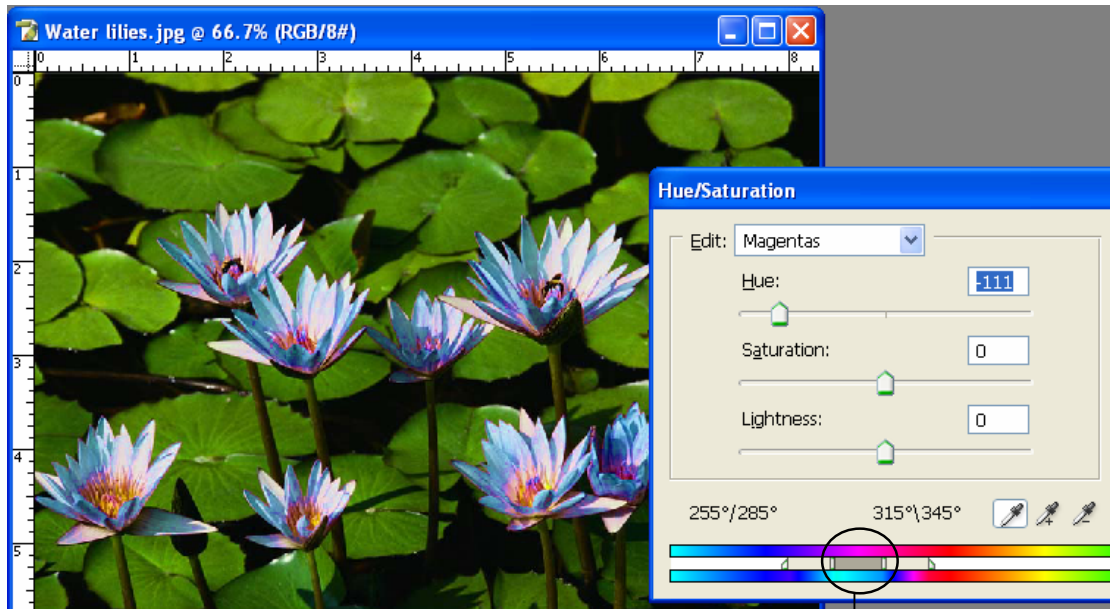 Water lilies.jpg @ 66.7% (RGB/8#)
0 1 2 3 4 5 6 7 8
0
1
2
3
4
5
Hue/Saturation
Edit: Magentas
Hue: -111
Saturation: 0
Lightness: 0
255°/285° 315°\345°